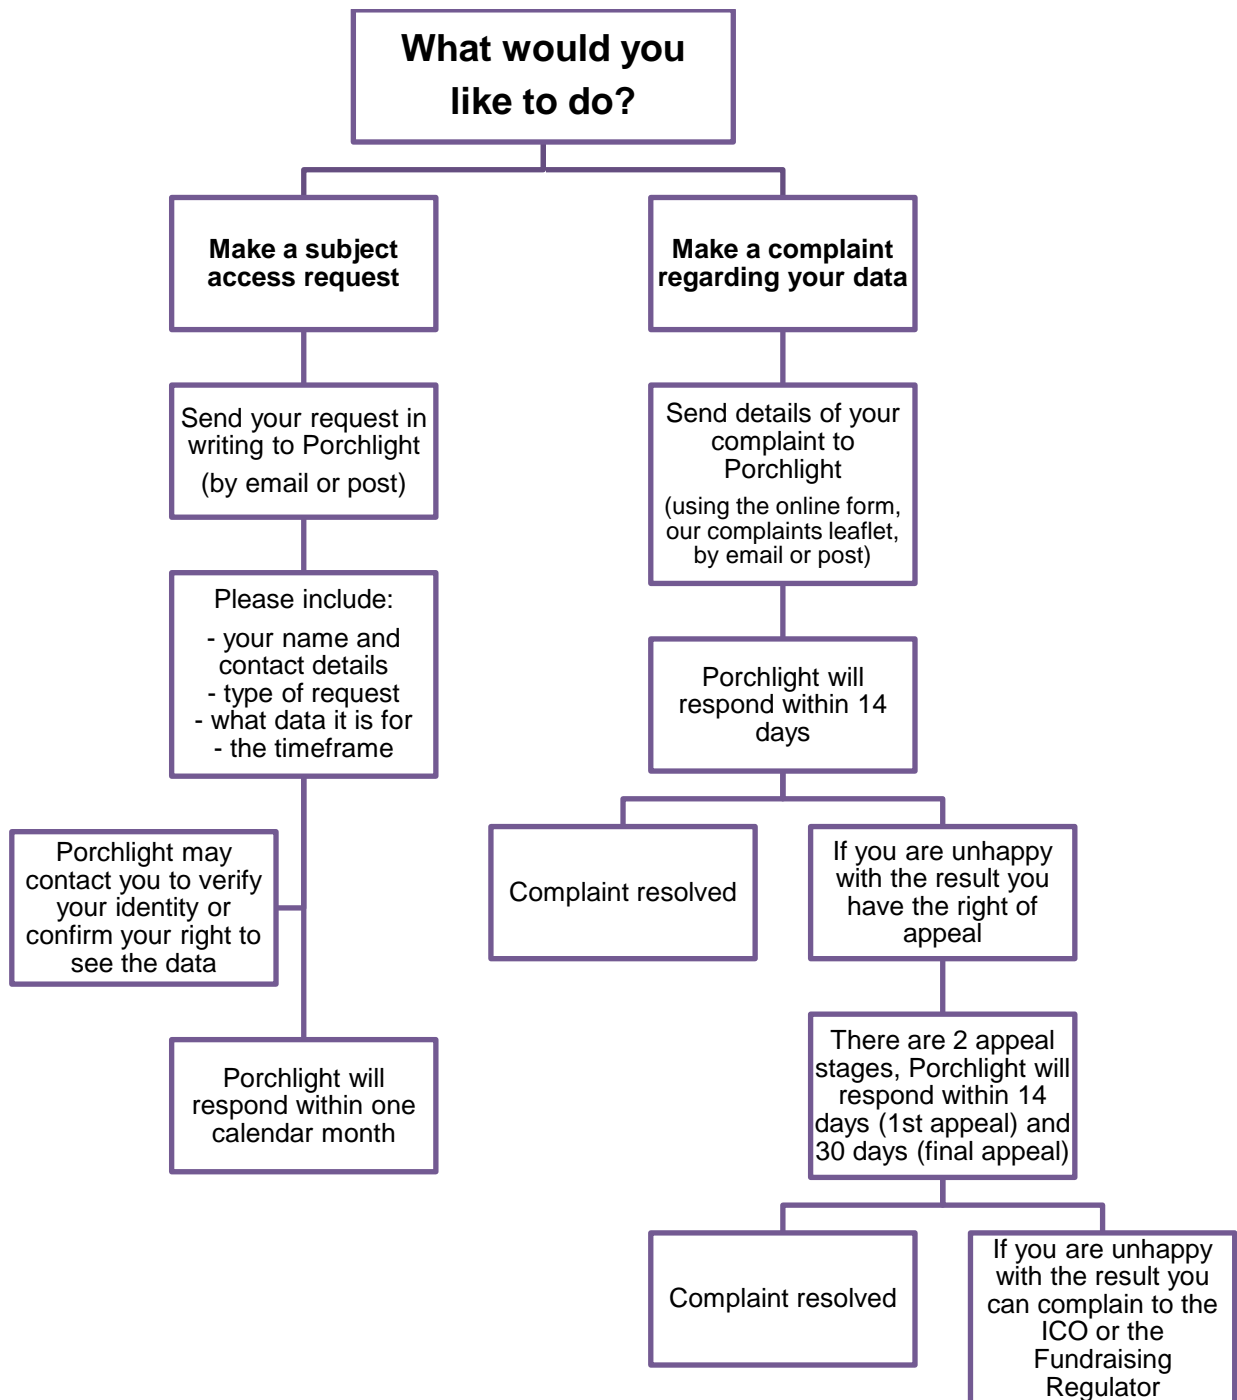 What would you
like to do?
Make a subject
access request
Make a complaint
regarding your data
Send your request in
writing to Porchlight
(by email or post)
Send details of your
complaint to
Porchlight
(using the online form,
our complaints leaflet,
by email or post)
Please include:
- your name and
contact details
- type of request
- what data it is for
- the timeframe
Porchlight will
respond within 14
days
Porchlight may
contact you to verify
your identity or
confirm your right to
see the data
Complaint resolved
If you are unhappy
with the result you
have the right of
appeal
Porchlight will
respond within one
calendar month
There are 2 appeal
stages, Porchlight will
respond within 14
days (1st appeal) and
30 days (final appeal)
Complaint resolved
If you are unhappy
with the result you
can complain to the
ICO or the
Fundraising
Regulator